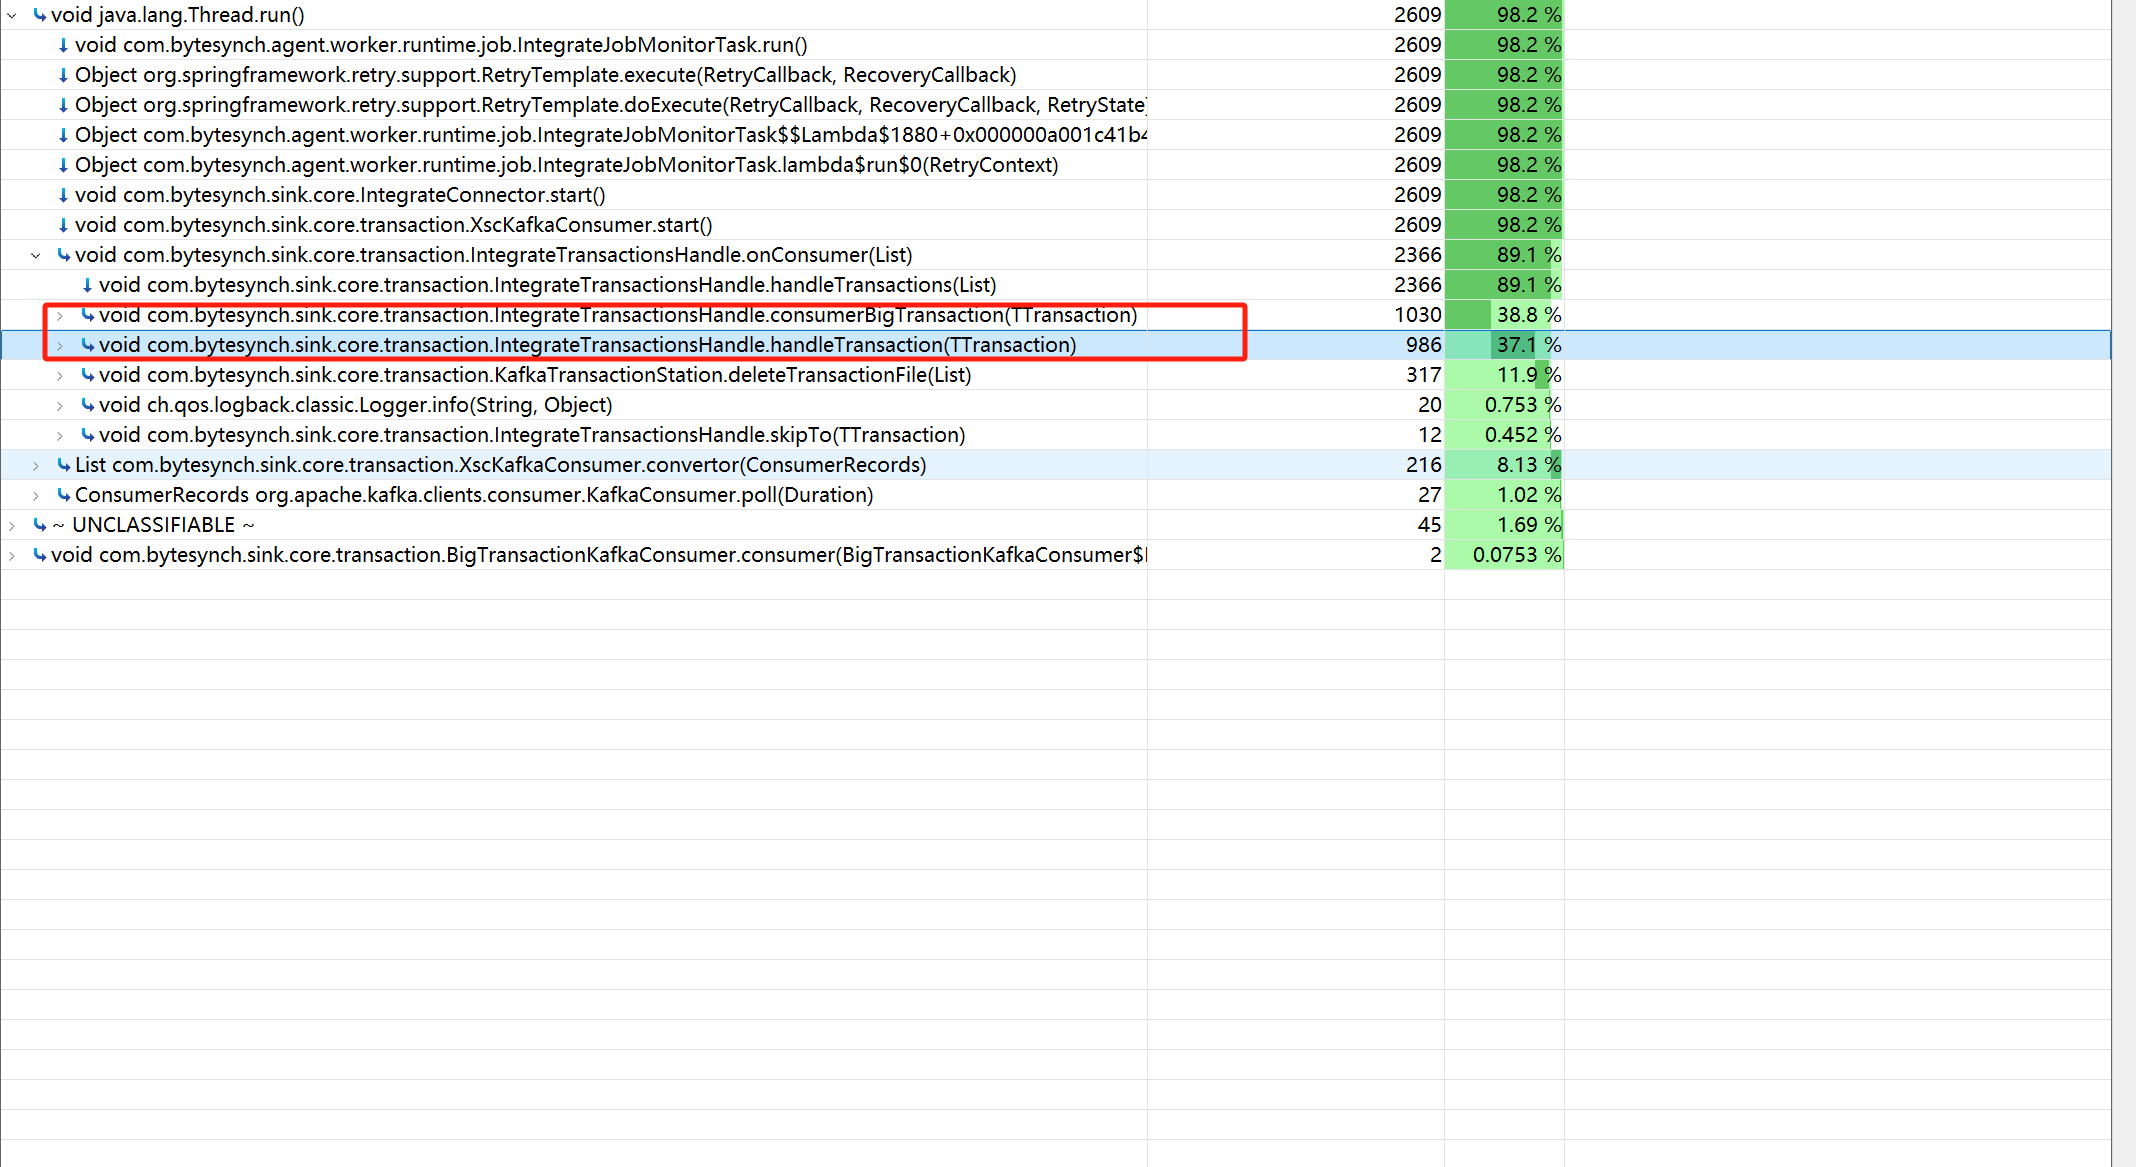 void java.lang.Thread.run() 2609 98.2 %
void com.bytesynch.agent.worker.runtime.job.IntegrateJobMonitorTask.run() 2609 98.2 %
Object org.springframework.retry.support.RetryTemplate.execute(RetryCallback, RecoveryCallback) 2609 98.2 %
Object org.springframework.retry.support.RetryTemplate.doExecute(RetryCallback, RecoveryCallback, RetryState) 2609 98.2 %
Object com.bytesynch.agent.worker.runtime.job.IntegrateJobMonitorTask$$Lambda$1880+0x000000a001c41b4 2609 98.2 %
Object com.bytesynch.agent.worker.runtime.job.IntegrateJobMonitorTask.lambda$run$0(RetryContext) 2609 98.2 %
void com.bytesynch.sink.core.IntegrateConnector.start() 2609 98.2 %
void com.bytesynch.sink.core.transaction.XscKafkaConsumer.start() 2609 98.2 %
void com.bytesynch.sink.core.transaction.IntegrateTransactionsHandle.onConsumer(List) 2366 89.1 %
void com.bytesynch.sink.core.transaction.IntegrateTransactionsHandle.handleTransactions(List) 2366 89.1 %
void com.bytesynch.sink.core.transaction.IntegrateTransactionsHandle.consumerBigTransaction(TTransaction) 1030 38.8 %
void com.bytesynch.sink.core.transaction.IntegrateTransactionsHandle.handleTransaction(TTransaction) 986 37.1 %
void com.bytesynch.sink.core.transaction.KafkaTransactionStation.deleteTransactionFile(List) 317 11.9 %
void ch.qos.logback.classic.Logger.info(String, Object) 20 0.753 %
void com.bytesynch.sink.core.transaction.IntegrateTransactionsHandle.skipTo(TTransaction) 12 0.452 %
List com.bytesynch.sink.core.transaction.XscKafkaConsumer.convertor(ConsumerRecords) 216 8.13 %
ConsumerRecords org.apache.kafka.clients.consumer.KafkaConsumer.poll(Duration) 27 1.02 %
~ UNCLASSIFIABLE ~ 45 1.69 %
void com.bytesynch.sink.core.transaction.BigTransactionKafkaConsumer.consumer(BigTransactionKafkaConsumer$ 2 0.0753 %